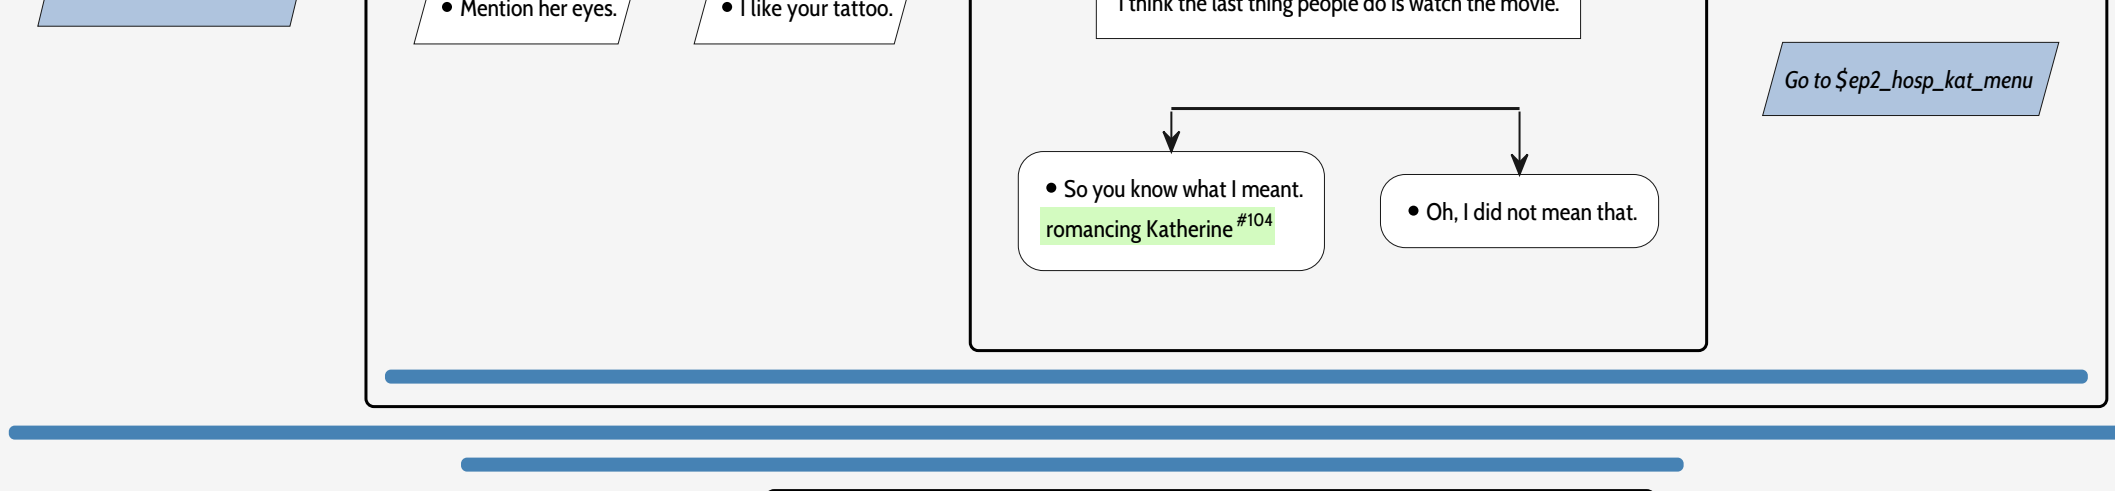 • Mention her eyes.
• I like your tattoo.
I think the last thing people do is watch the movie.
Go to $ep2_hosp_kat_menu
• So you know what I meant.
romancing Katherine #104
• Oh, I did not mean that.